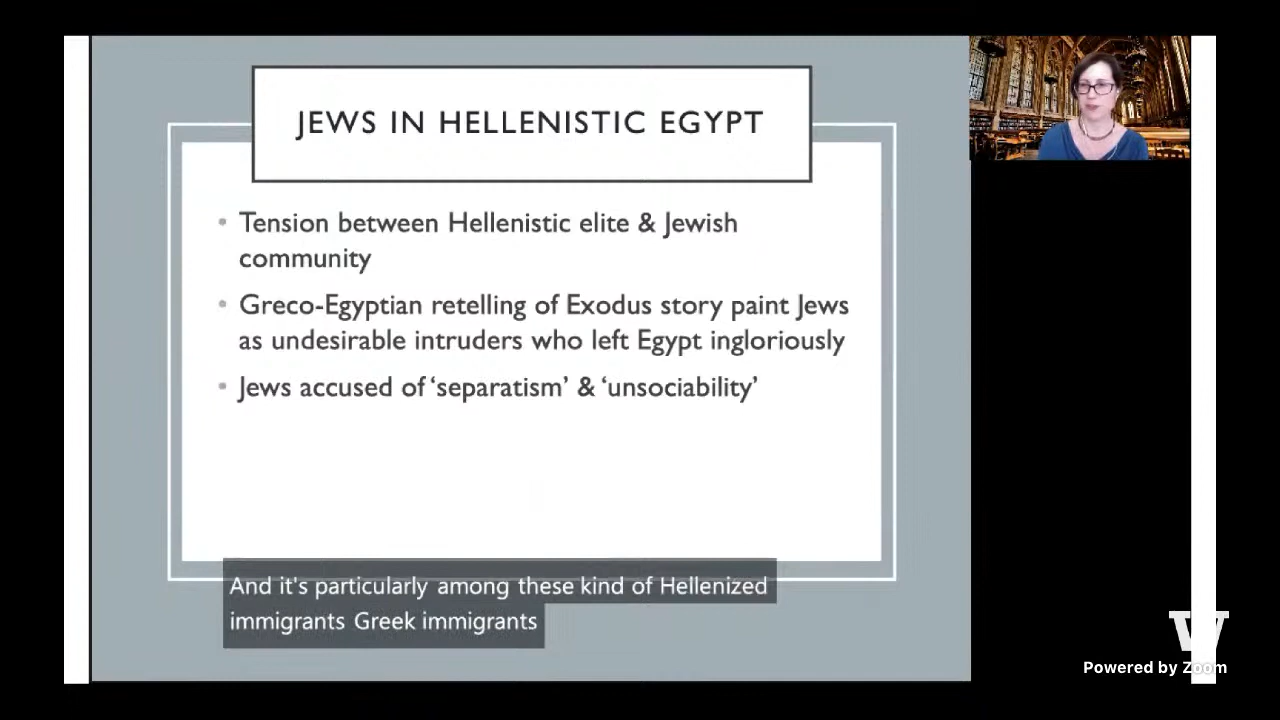 JEWS IN HELLENISTIC EGYPT
• Tension between Hellenistic elite & Jewish
community
• Greco-Egyptian retelling of Exodus story paint Jews
as undesirable intruders who left Egypt ingloriously
• Jews accused of ‘separatism’ & ‘unsociability’
And it's particularly among these kind of Hellenized
immigrants Greek immigrants
W
Powered by Zoom